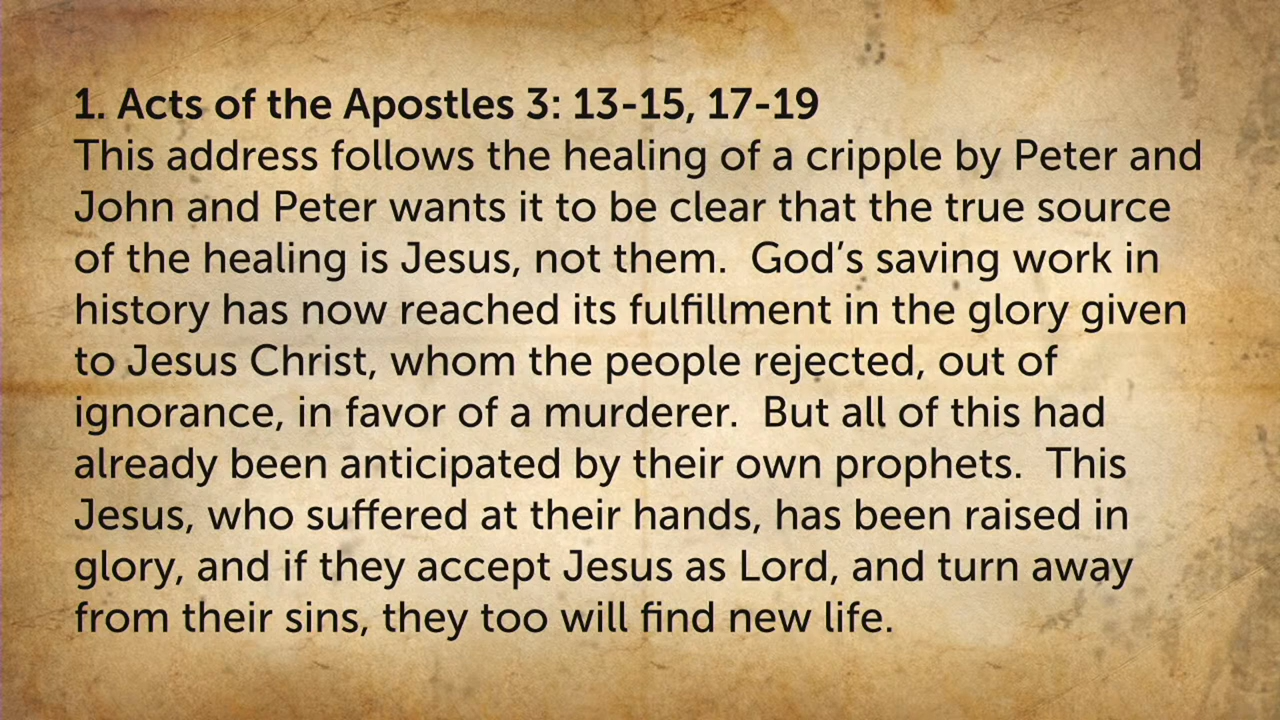 1. Acts of the Apostles 3: 13-15, 17-19
This address follows the healing of a cripple by Peter and
John and Peter wants it to be clear that the true source
of the healing is Jesus, not them.  God’s saving work in
history has now reached its fulfillment in the glory given
to Jesus Christ, whom the people rejected, out of
ignorance, in favor of a murderer.  But all of this had
already been anticipated by their own prophets.  This
Jesus, who suffered at their hands, has been raised in
glory, and if they accept Jesus as Lord, and turn away
from their sins, they too will find new life.